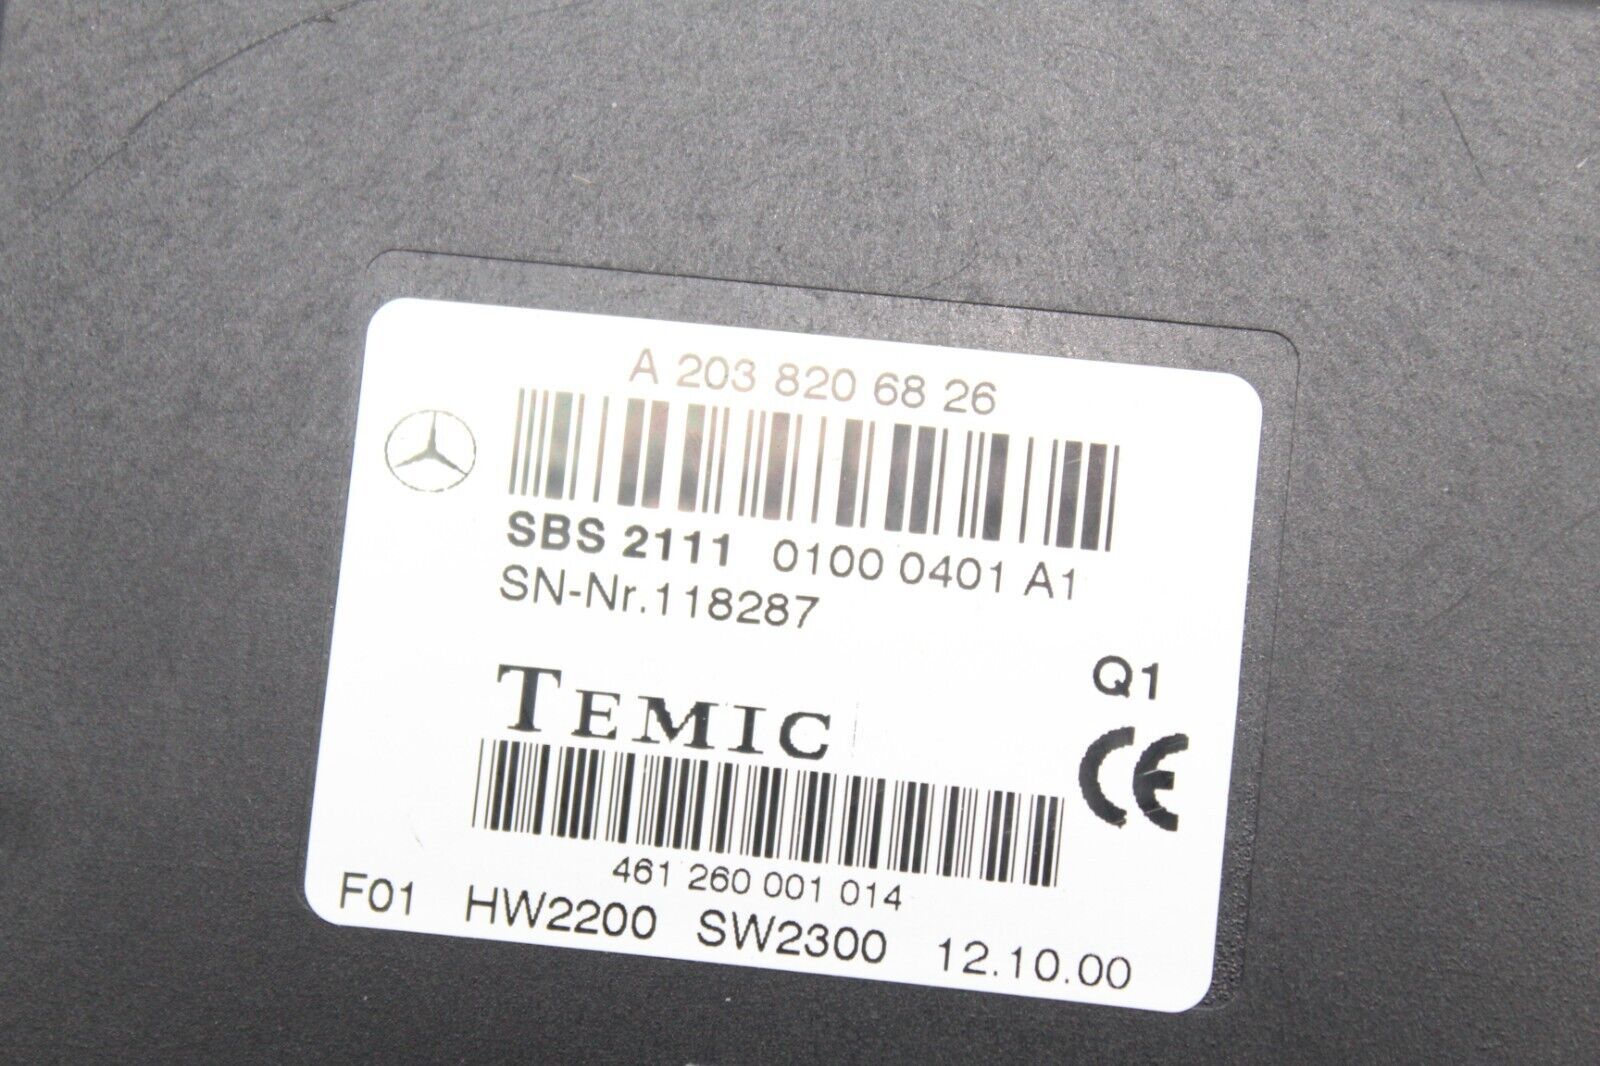 A 203 820 68 26
SBS 2111 0100 0401 A1
SN-Nr.118287
Q1
TEMIC
CE
461 260 001 014
F01 HW2200 SW2300 12.10.00